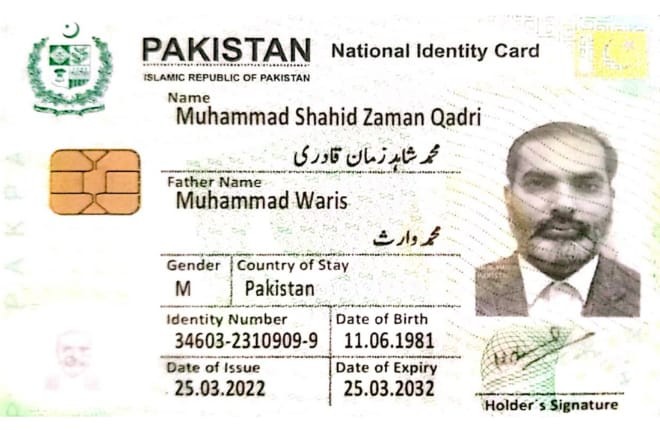 PAKISTAN National Identity Card
ISLAMIC REPUBLIC OF PAKISTAN
Name
Muhammad Shahid Zaman Qadri
محمد شاہد زمان قادری
Father Name
Muhammad Waris
محمد وارث
Gender Country of Stay
M Pakistan
Identity Number Date of Birth
34603-2310909-9 11.06.1981
Date of Issue Date of Expiry
25.03.2022 25.03.2032
Holder's Signature
PAKISTAN
PAKPA